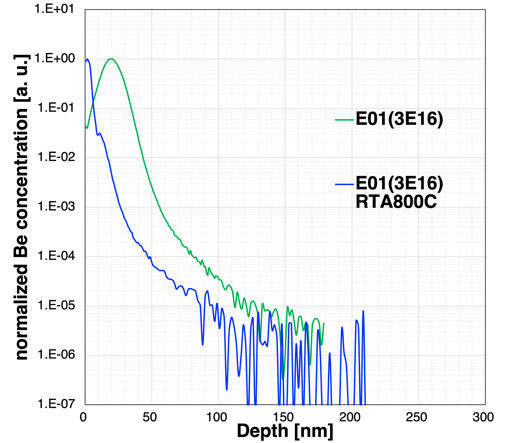 1.E+01
1.E+00
1.E-01
1.E-02
1.E-03
1.E-04
1.E-05
1.E-06
1.E-07
normalized Be concentration [a. u.]
E01(3E16)
E01(3E16)
RTA800C
0 50 100 150 200 250 300
Depth [nm]